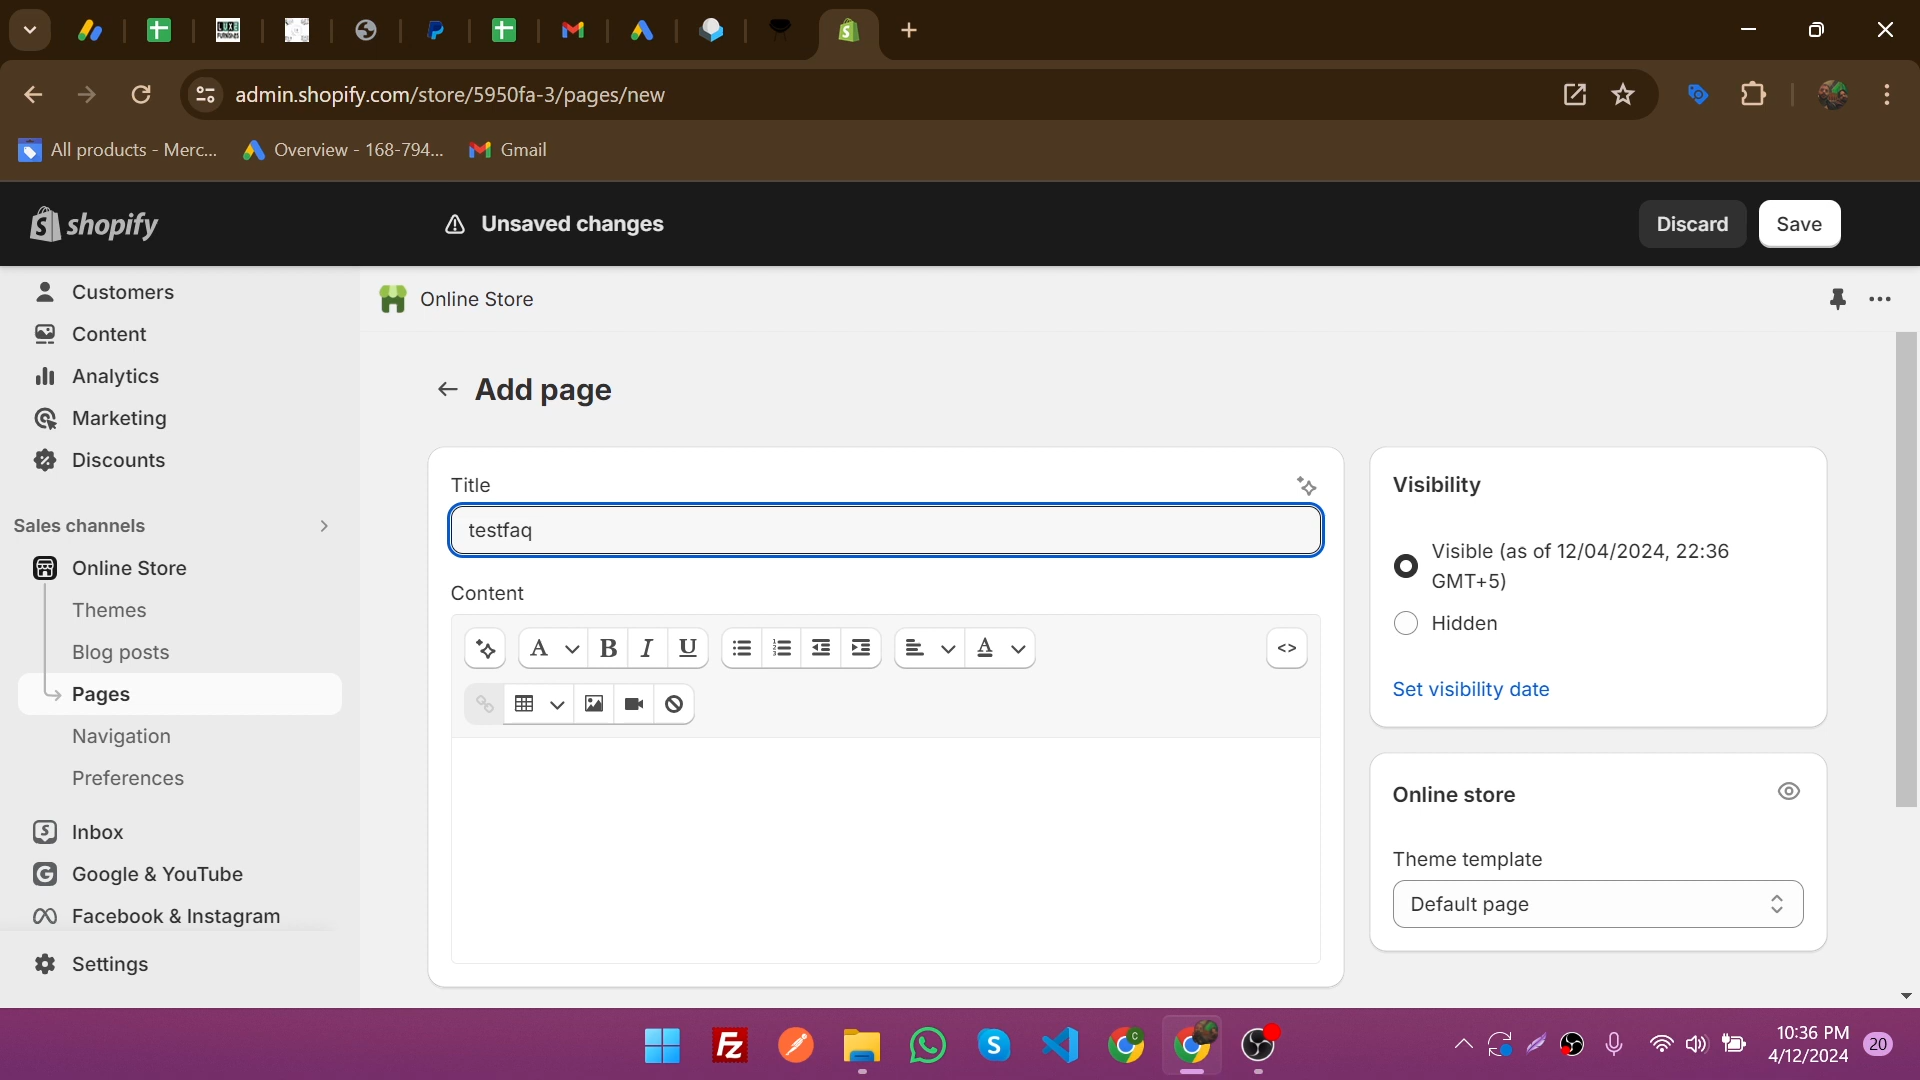 admin.shopify.com/store/5950fa-3/pages/new
All products - Merc...
Overview - 168-794...
Gmail
shopify
Unsaved changes
Discard
Save
Customers
Content
Analytics
Marketing
Discounts
Sales channels
Online Store
Themes
Blog posts
Pages
Navigation
Preferences
Inbox
Google & YouTube
Facebook & Instagram
Settings
Online Store
Add page
Title
testfaq
Content
A
B
I
U
A
<>
Visibility
Visible (as of 12/04/2024, 22:36
GMT+5)
Hidden
Set visibility date
Online store
Theme template
Default page
10:36 PM
4/12/2024
20